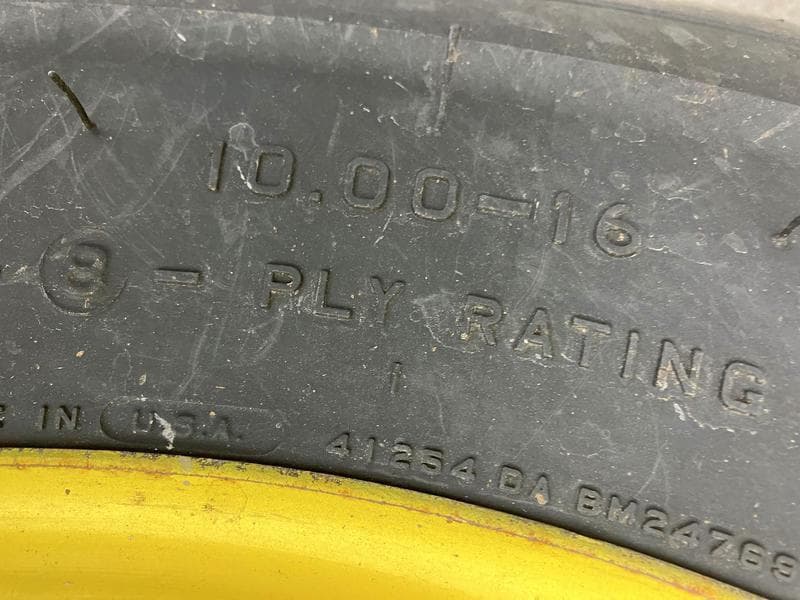 10.00-16
8 - PLY RATING
E IN U.S.A. 41254 DA BM24769